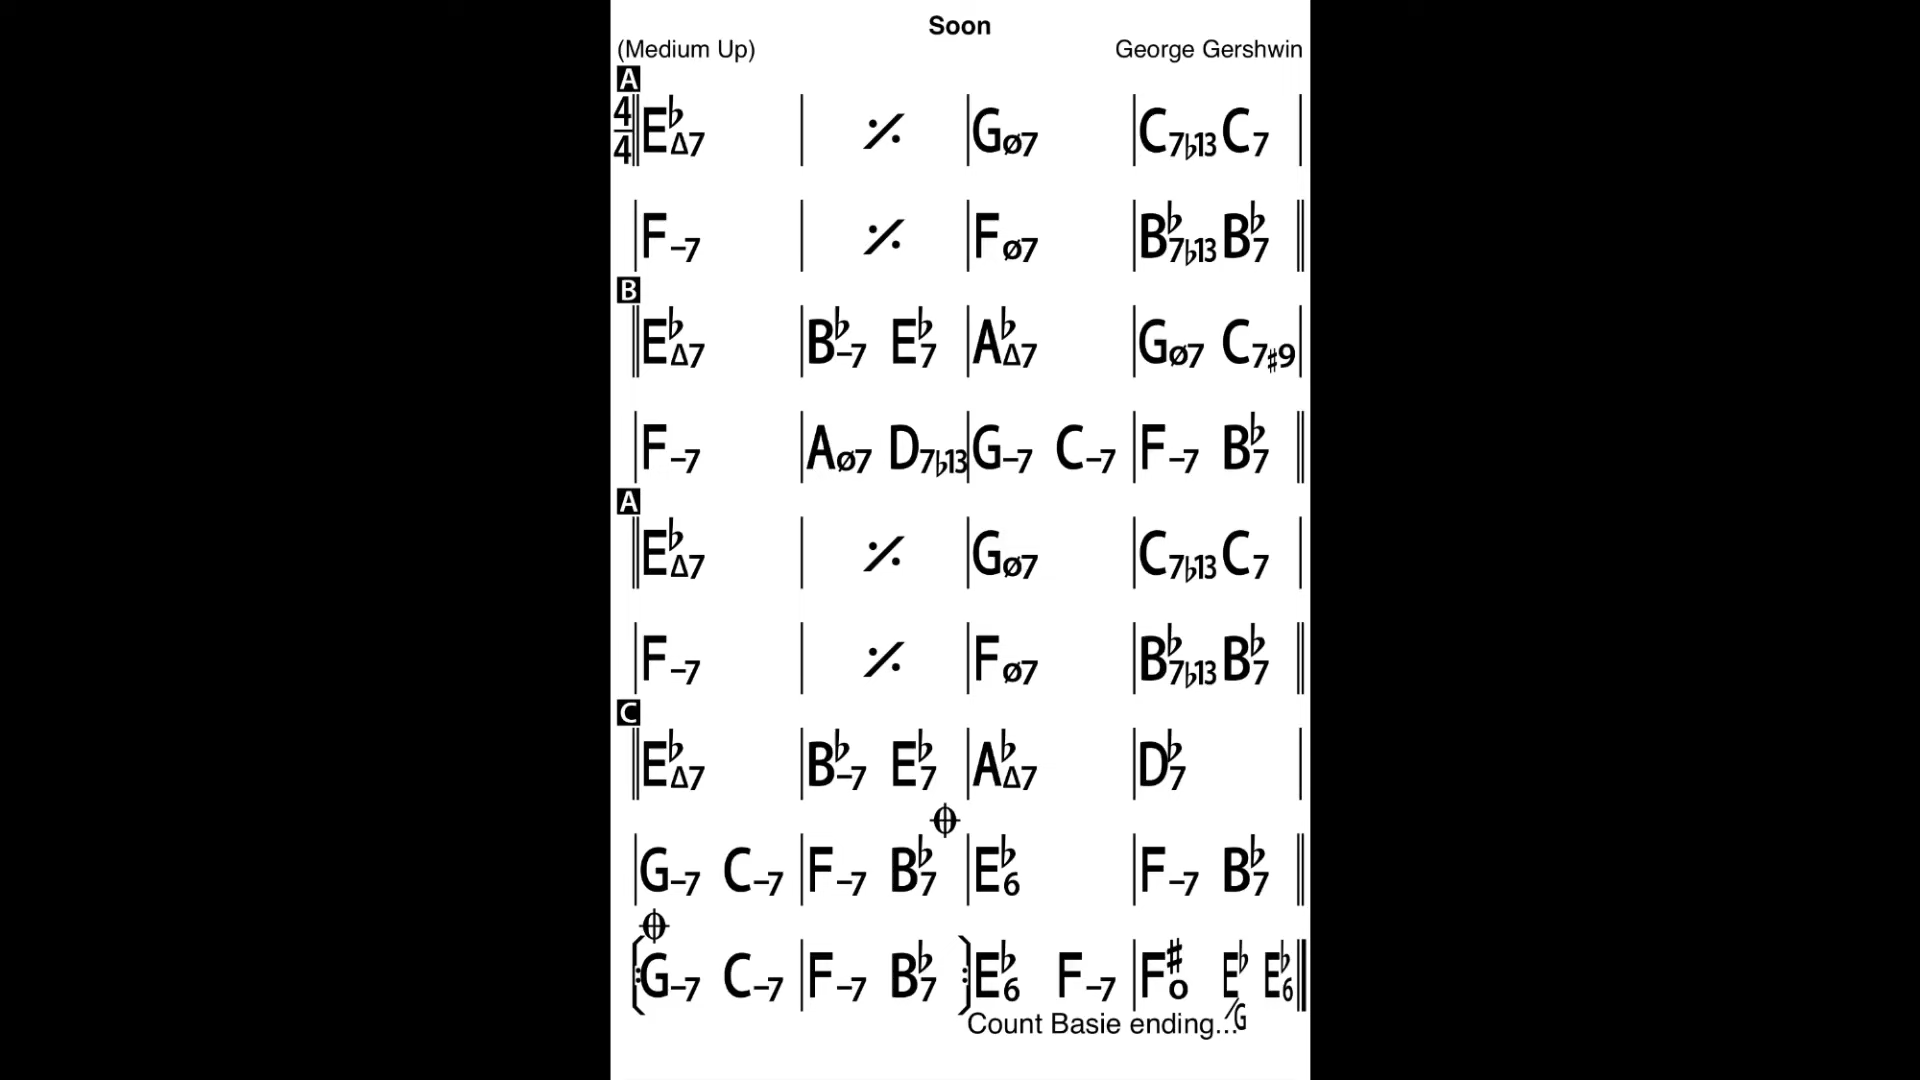 Soon
(Medium Up) George Gershwin
A
4/4 E♭Δ7 | 𝄎 | Gø7 | C7♭13 C7 |
| F–7 | 𝄎 | Fø7 | B♭7♭13 B♭7 ||
B
|| E♭Δ7 | B♭–7 E♭7 | A♭Δ7 | Gø7 C7♯9 |
| F–7 | Aø7 D7♭13 | G–7 C–7 | F–7 B♭7 ||
A
|| E♭Δ7 | 𝄎 | Gø7 | C7♭13 C7 |
| F–7 | 𝄎 | Fø7 | B♭7♭13 B♭7 ||
C
|| E♭Δ7 | B♭–7 E♭7 | A♭Δ7 | D♭7 |
𝄌
| G–7 C–7 | F–7 B♭7 | E♭6 | F–7 B♭7 ||
𝄌
|: G–7 C–7 | F–7 B♭7 :| E♭6 F–7 | F♯o E♭/G E♭6 ||
Count Basie ending...